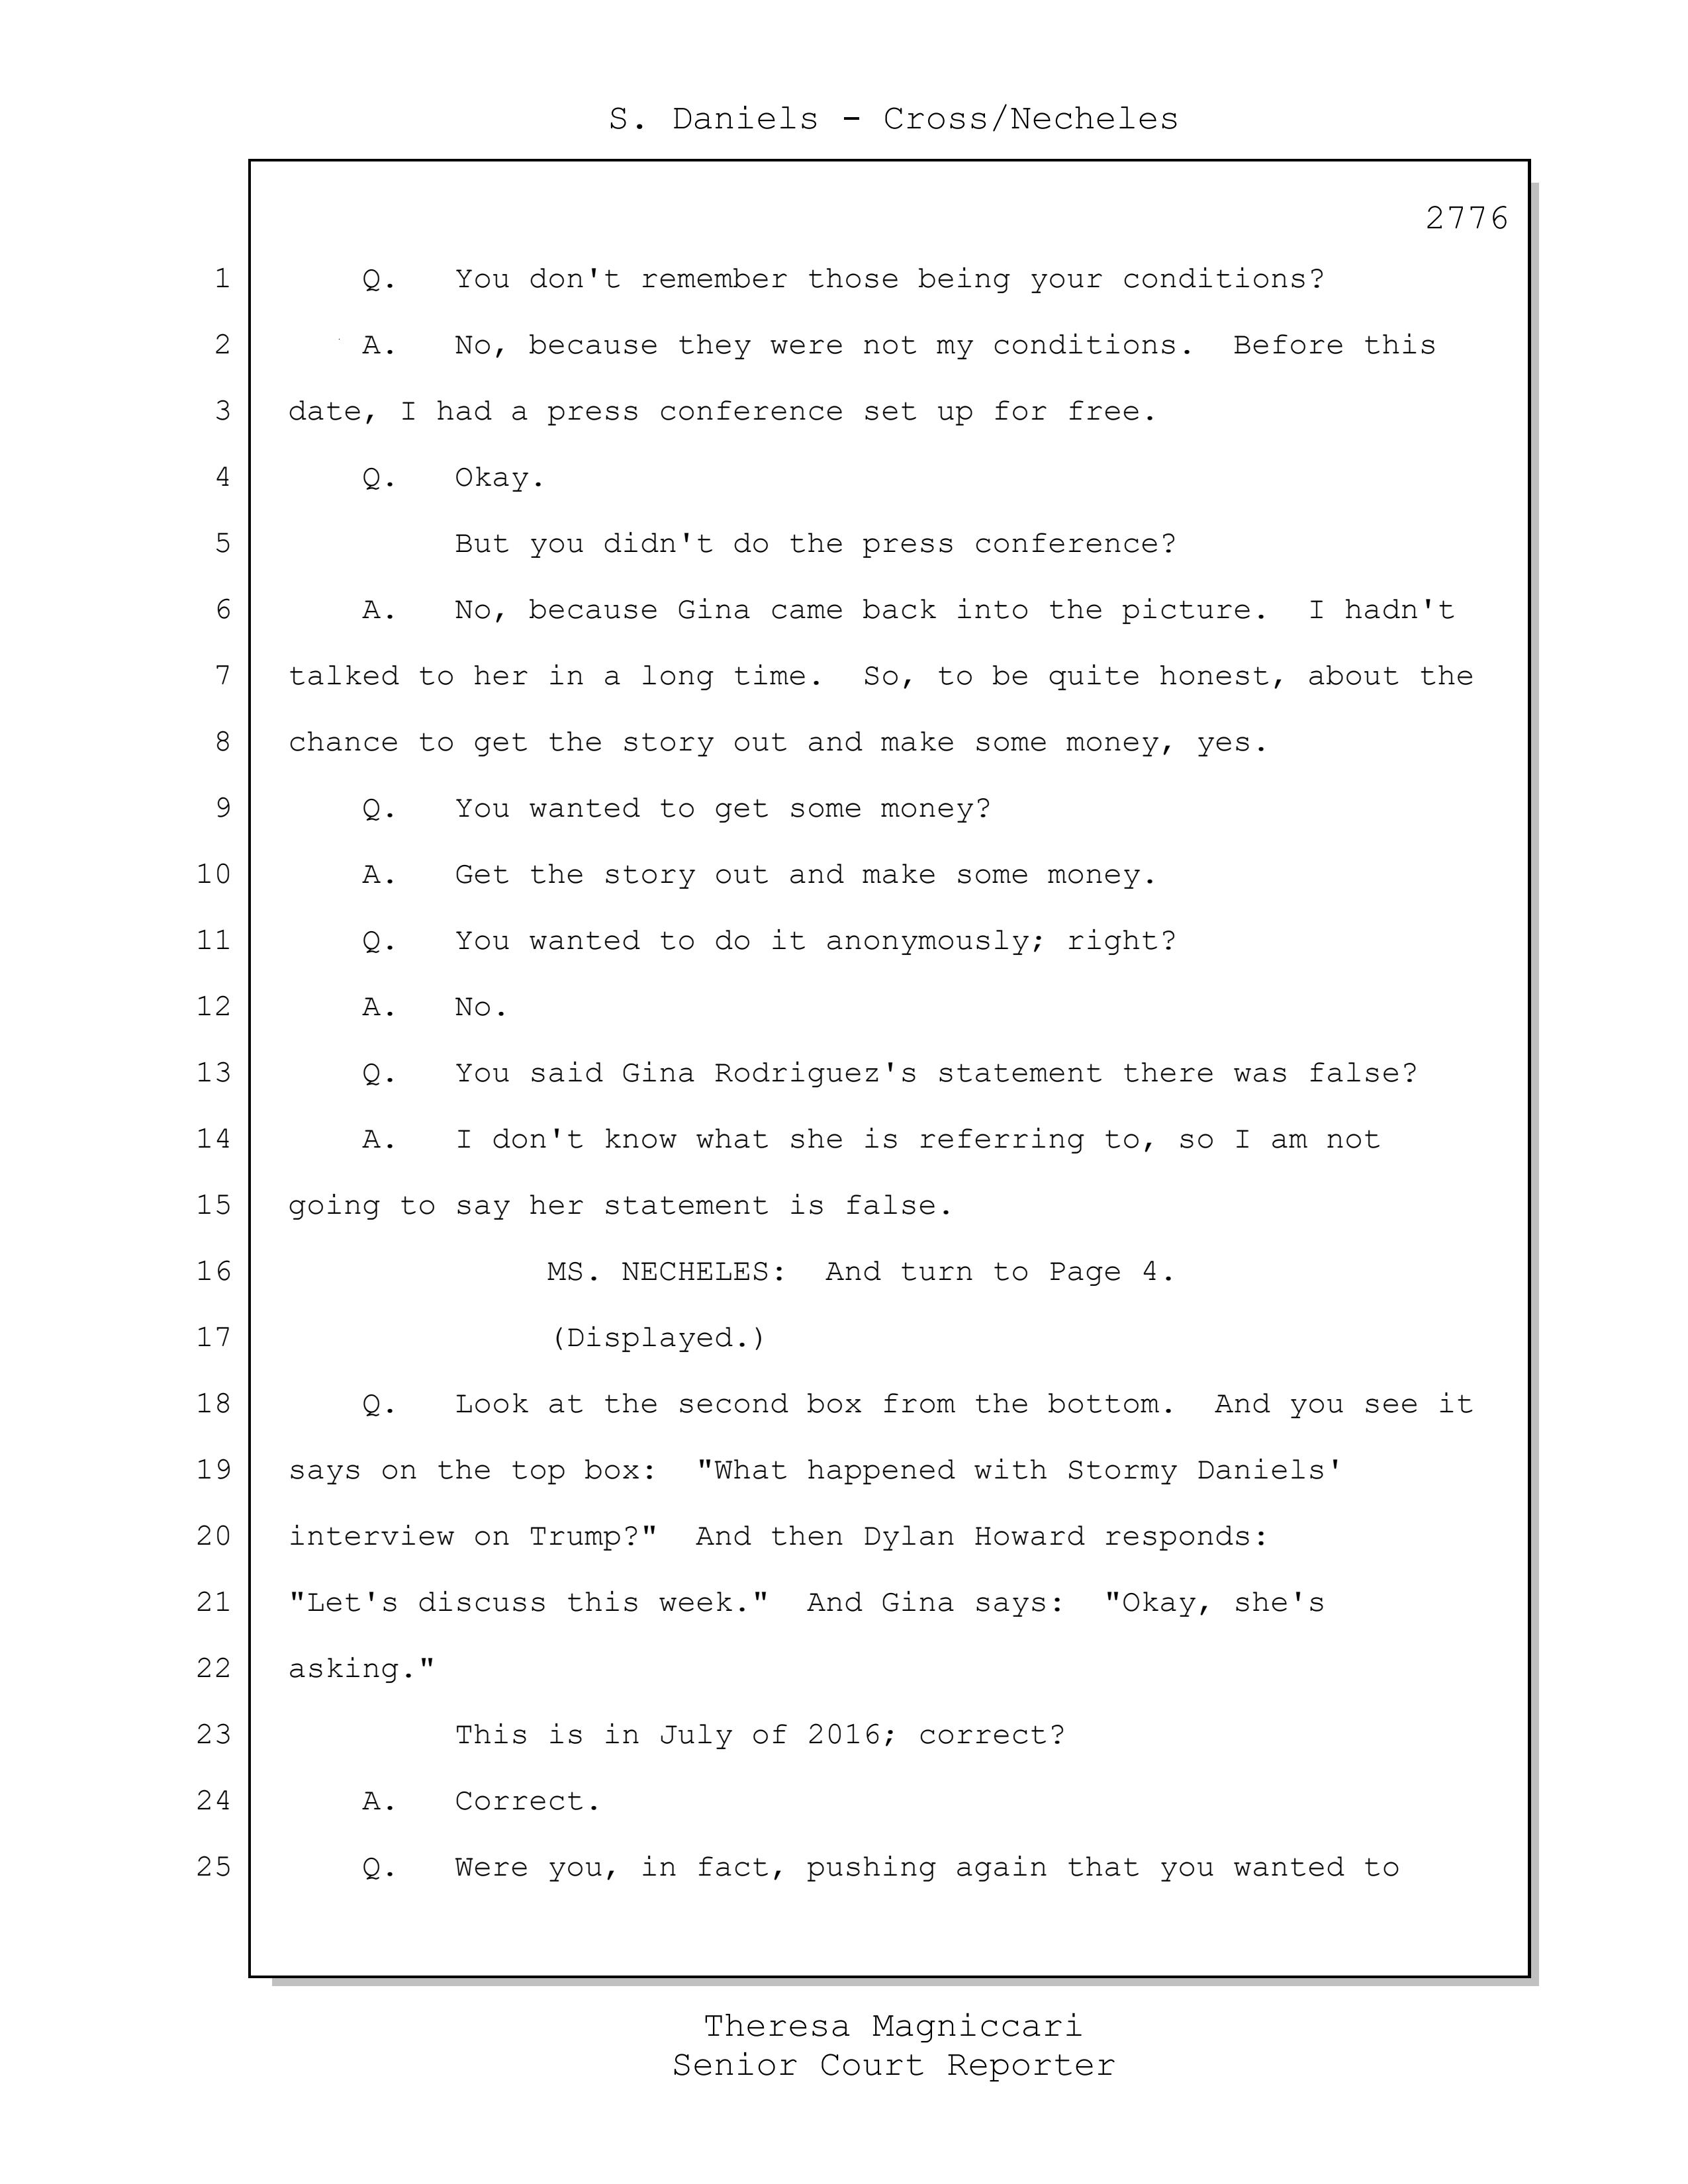 S. Daniels - Cross/Necheles
2776
1 Q. You don't remember those being your conditions?
2 A. No, because they were not my conditions. Before this
3 date, I had a press conference set up for free.
4 Q. Okay.
5 But you didn't do the press conference?
6 A. No, because Gina came back into the picture. I hadn't
7 talked to her in a long time. So, to be quite honest, about the
8 chance to get the story out and make some money, yes.
9 Q. You wanted to get some money?
10 A. Get the story out and make some money.
11 Q. You wanted to do it anonymously; right?
12 A. No.
13 Q. You said Gina Rodriguez's statement there was false?
14 A. I don't know what she is referring to, so I am not
15 going to say her statement is false.
16 MS. NECHELES: And turn to Page 4.
17 (Displayed.)
18 Q. Look at the second box from the bottom. And you see it
19 says on the top box: "What happened with Stormy Daniels'
20 interview on Trump?" And then Dylan Howard responds:
21 "Let's discuss this week." And Gina says: "Okay, she's
22 asking."
23 This is in July of 2016; correct?
24 A. Correct.
25 Q. Were you, in fact, pushing again that you wanted to
Theresa Magniccari
Senior Court Reporter